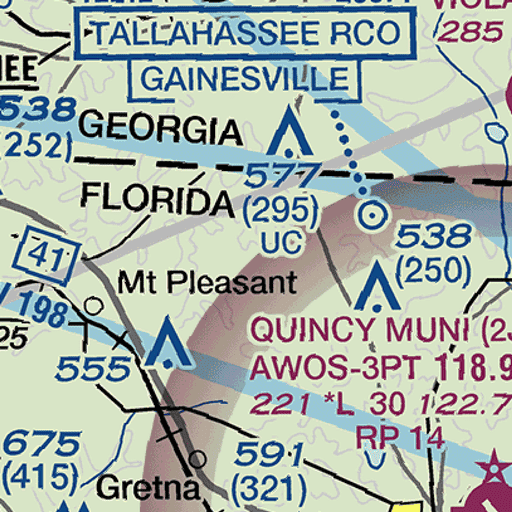 TALLAHASSEE RCO
285
GAINESVILLE
538
(252)
GEORGIA
577
(295)
UC
FLORIDA
538
(250)
41
Mt Pleasant
198
25
QUINCY MUNI (2
AWOS-3PT 118.9
221 *L 30 122.7
RP 14
555
675
(415)
591
(321)
Gretna